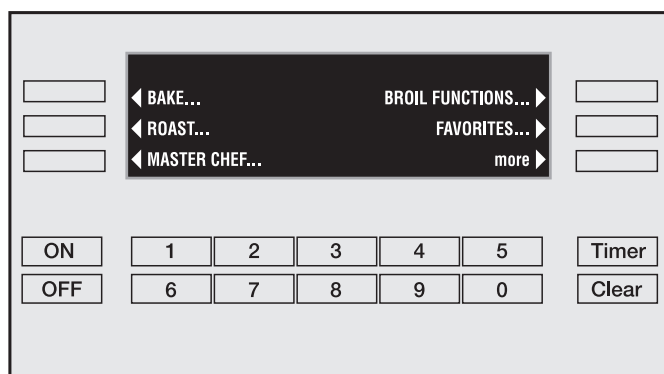 BAKE... BROIL FUNCTIONS...
ROAST... FAVORITES...
MASTER CHEF... more
ON 1 2 3 4 5 Timer
OFF 6 7 8 9 0 Clear